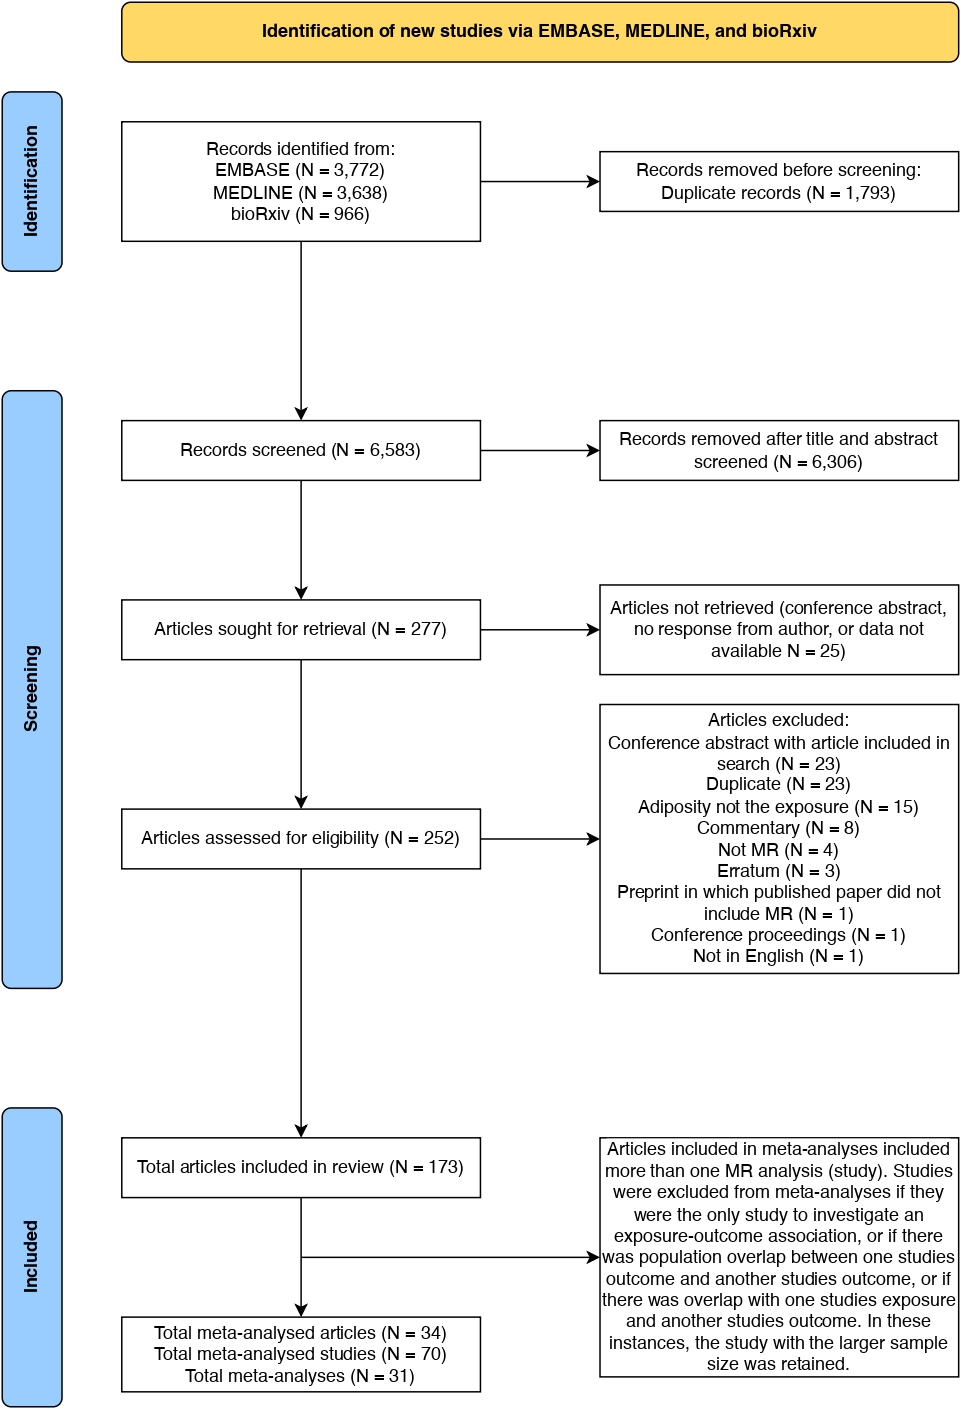 Identification of new studies via EMBASE, MEDLINE, and bioRxiv
Identification
Records identified from:
EMBASE (N = 3,772)
MEDLINE (N = 3,638)
bioRxiv (N = 966)
Records removed before screening:
Duplicate records (N = 1,793)
Screening
Records screened (N = 6,583)
Records removed after title and abstract
screened (N = 6,306)
Articles sought for retrieval (N = 277)
Articles not retrieved (conference abstract,
no response from author, or data not
available N = 25)
Articles assessed for eligibility (N = 252)
Articles excluded:
Conference abstract with article included in
search (N = 23)
Duplicate (N = 23)
Adiposity not the exposure (N = 15)
Commentary (N = 8)
Not MR (N = 4)
Erratum (N = 3)
Preprint in which published paper did not
include MR (N = 1)
Conference proceedings (N = 1)
Not in English (N = 1)
Included
Total articles included in review (N = 173)
Articles included in meta-analyses included
more than one MR analysis (study). Studies
were excluded from meta-analyses if they
were the only study to investigate an
exposure-outcome association, or if there
was population overlap between one studies
outcome and another studies outcome, or if
there was overlap with one studies exposure
and another studies outcome. In these
instances, the study with the larger sample
size was retained.
Total meta-analysed articles (N = 34)
Total meta-analysed studies (N = 70)
Total meta-analyses (N = 31)